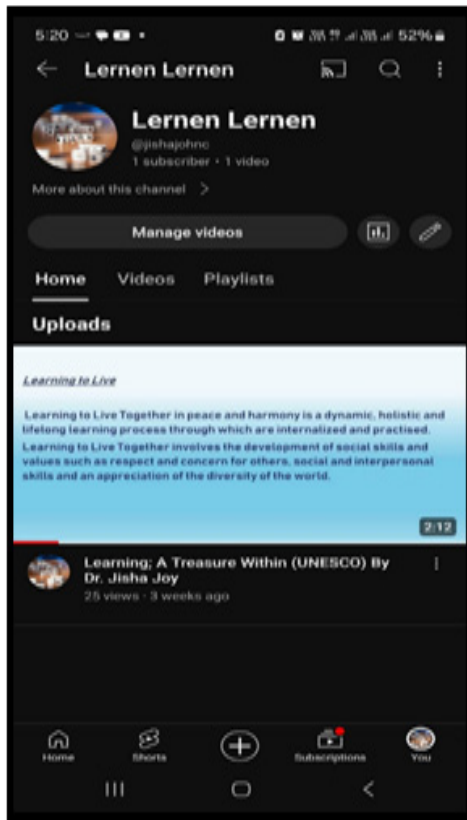 5:20
52%
Lernen Lernen
Lernen Lernen
@jishajohnc
1 subscriber • 1 video
More about this channel >
Manage videos
Home Videos Playlists
Uploads
Learning to Live
Learning to Live Together in peace and harmony is a dynamic, holistic and
lifelong learning process through which are internalized and practised.
Learning to Live Together involves the development of social skills and
values such as respect and concern for others, social and interpersonal
skills and an appreciation of the diversity of the world.
2:12
Learning; A Treasure Within (UNESCO) By
Dr. Jisha Joy
25 views · 3 weeks ago
Home Shorts Subscriptions You